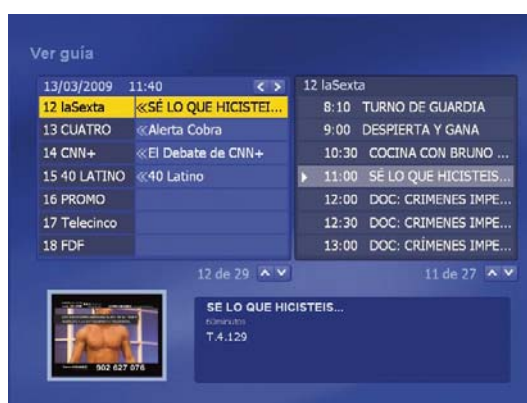 Ver guía
13/03/2009 11:40
12 laSexta «SÉ LO QUE HICISTEI...
13 CUATRO «Alerta Cobra
14 CNN+ «El Debate de CNN+
15 40 LATINO «40 Latino
16 PROMO
17 Telecinco
18 FDF
12 de 29
12 laSexta
8:10 TURNO DE GUARDIA
9:00 DESPIERTA Y GANA
10:30 COCINA CON BRUNO ...
11:00 SÉ LO QUE HICISTEIS...
12:00 DOC: CRIMENES IMPE...
12:30 DOC: CRIMENES IMPE...
13:00 DOC: CRÍMENES IMPE...
11 de 27
902 627 076
SÉ LO QUE HICISTEIS...
60minutos
T.4.129